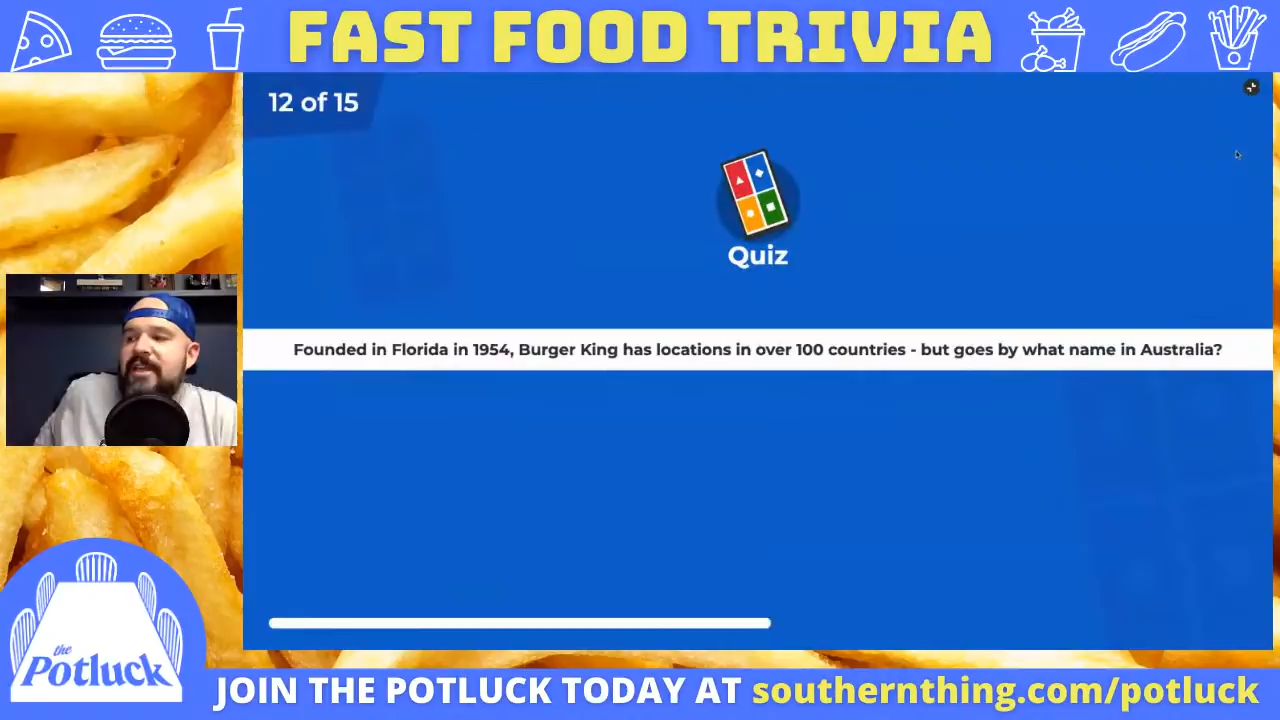 FAST FOOD TRIVIA
12 of 15
Quiz
Founded in Florida in 1954, Burger King has locations in over 100 countries - but goes by what name in Australia?
the
Potluck
JOIN THE POTLUCK TODAY AT southernthing.com/potluck